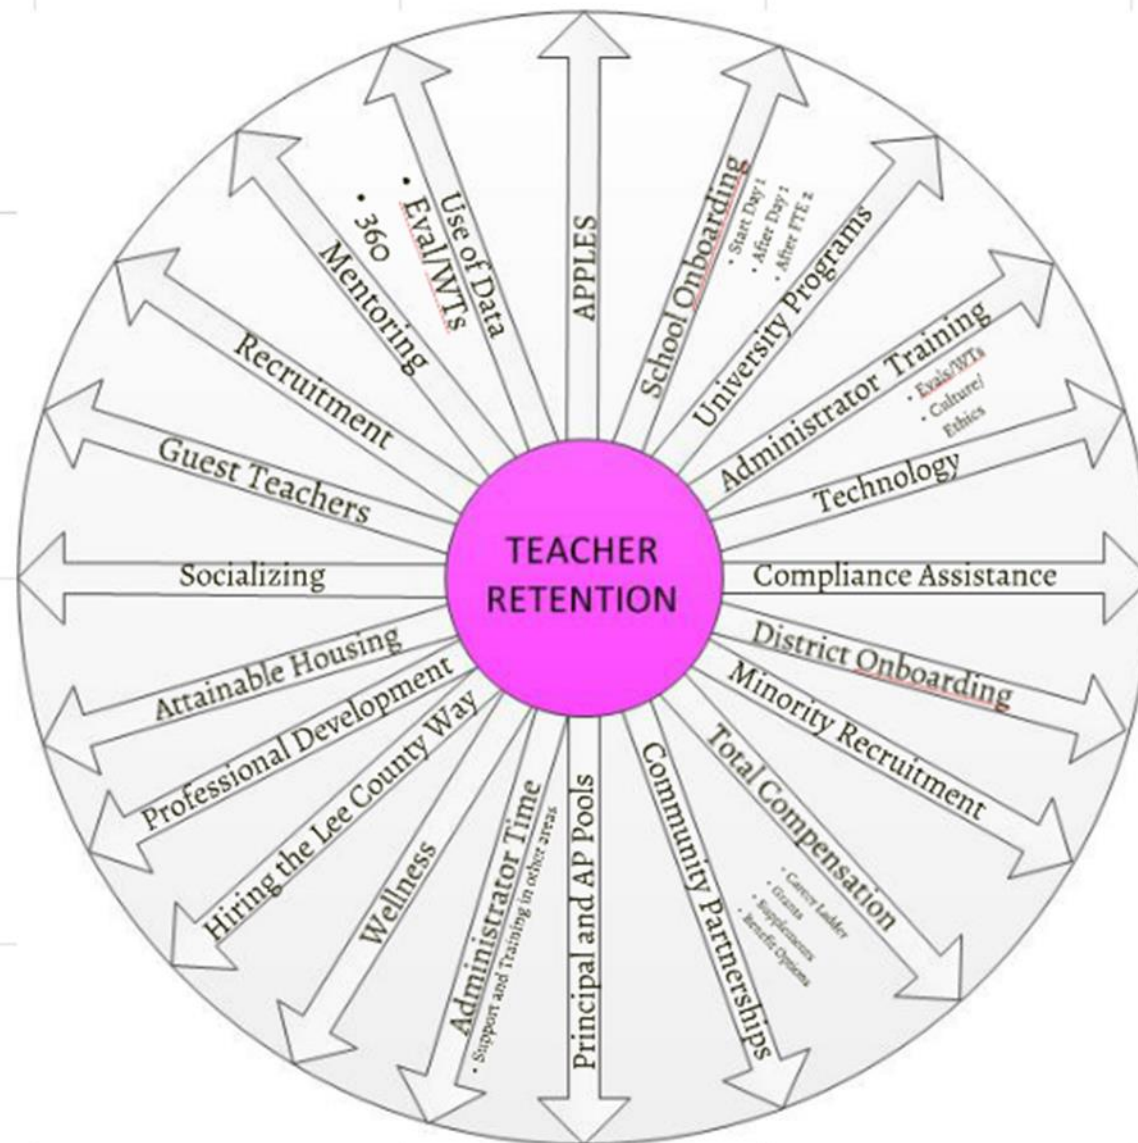 TEACHER
RETENTION
APPLES
School Onboarding
• Start Day 1
• After Day 1
• After FTE 2
University Programs
Administrator Training
• Evals/WTs
• Culture/
Ethics
Technology
Compliance Assistance
District Onboarding
Minority Recruitment
Total Compensation
• Career Ladder
• Grants
• Supplements
• Benefit Options
Community Partnerships
Principal and AP Pools
Administrator Time
• Support and Training in other areas
Wellness
Hiring the Lee County Way
Professional Development
Attainable Housing
Socializing
Guest Teachers
Recruitment
Mentoring
• 360
• Eval/WTs
Use of Data